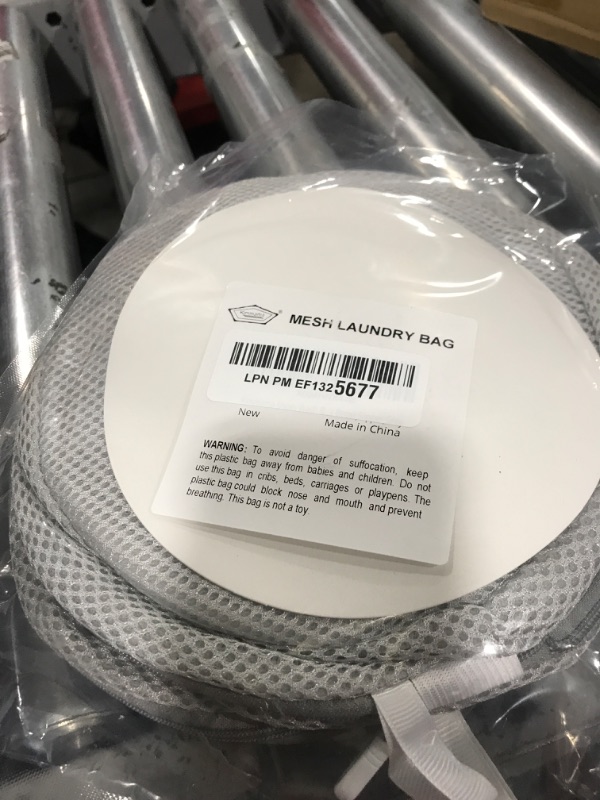 MESH LAUNDRY BAG
LPN PM EF1325677
New
Made in China
WARNING: To avoid danger of suffocation, keep
this plastic bag away from babies and children. Do not
use this bag in cribs, beds, carriages or playpens. The
plastic bag could block nose and mouth and prevent
breathing. This bag is not a toy.